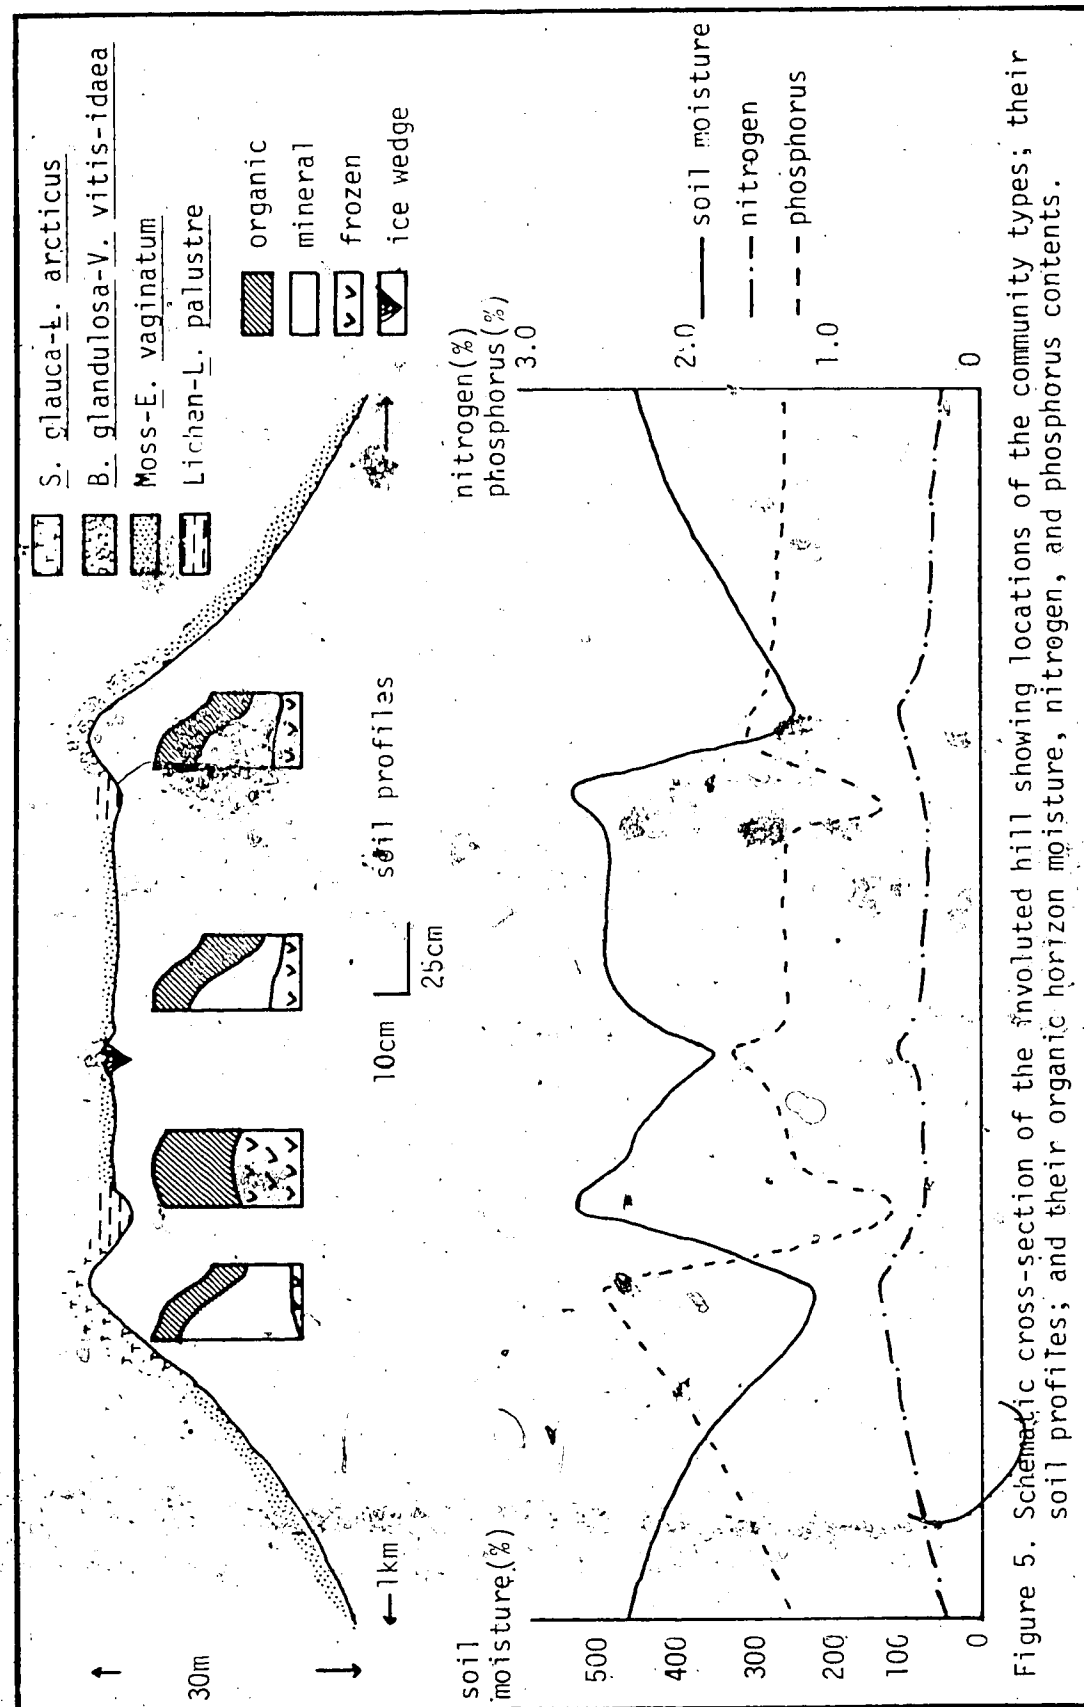 S. glauca-L. arcticus
B. glandulosa-V. vitis-idaea
Moss-E. vaginatum
Lichan-L. palustre
organic
mineral
frozen
ice wedge
30m
1km
soil profiles
10cm
25cm
soil
moisture (%)
500
400
300
200
100
0
nitrogen(%)
phosphorus(%)
3.0
2.0
1.0
0
soil moisture
nitrogen
phosphorus
Figure 5. Schematic cross-section of the involuted hill showing locations of the community types; their
soil profiles; and their organic horizon moisture, nitrogen, and phosphorus contents.